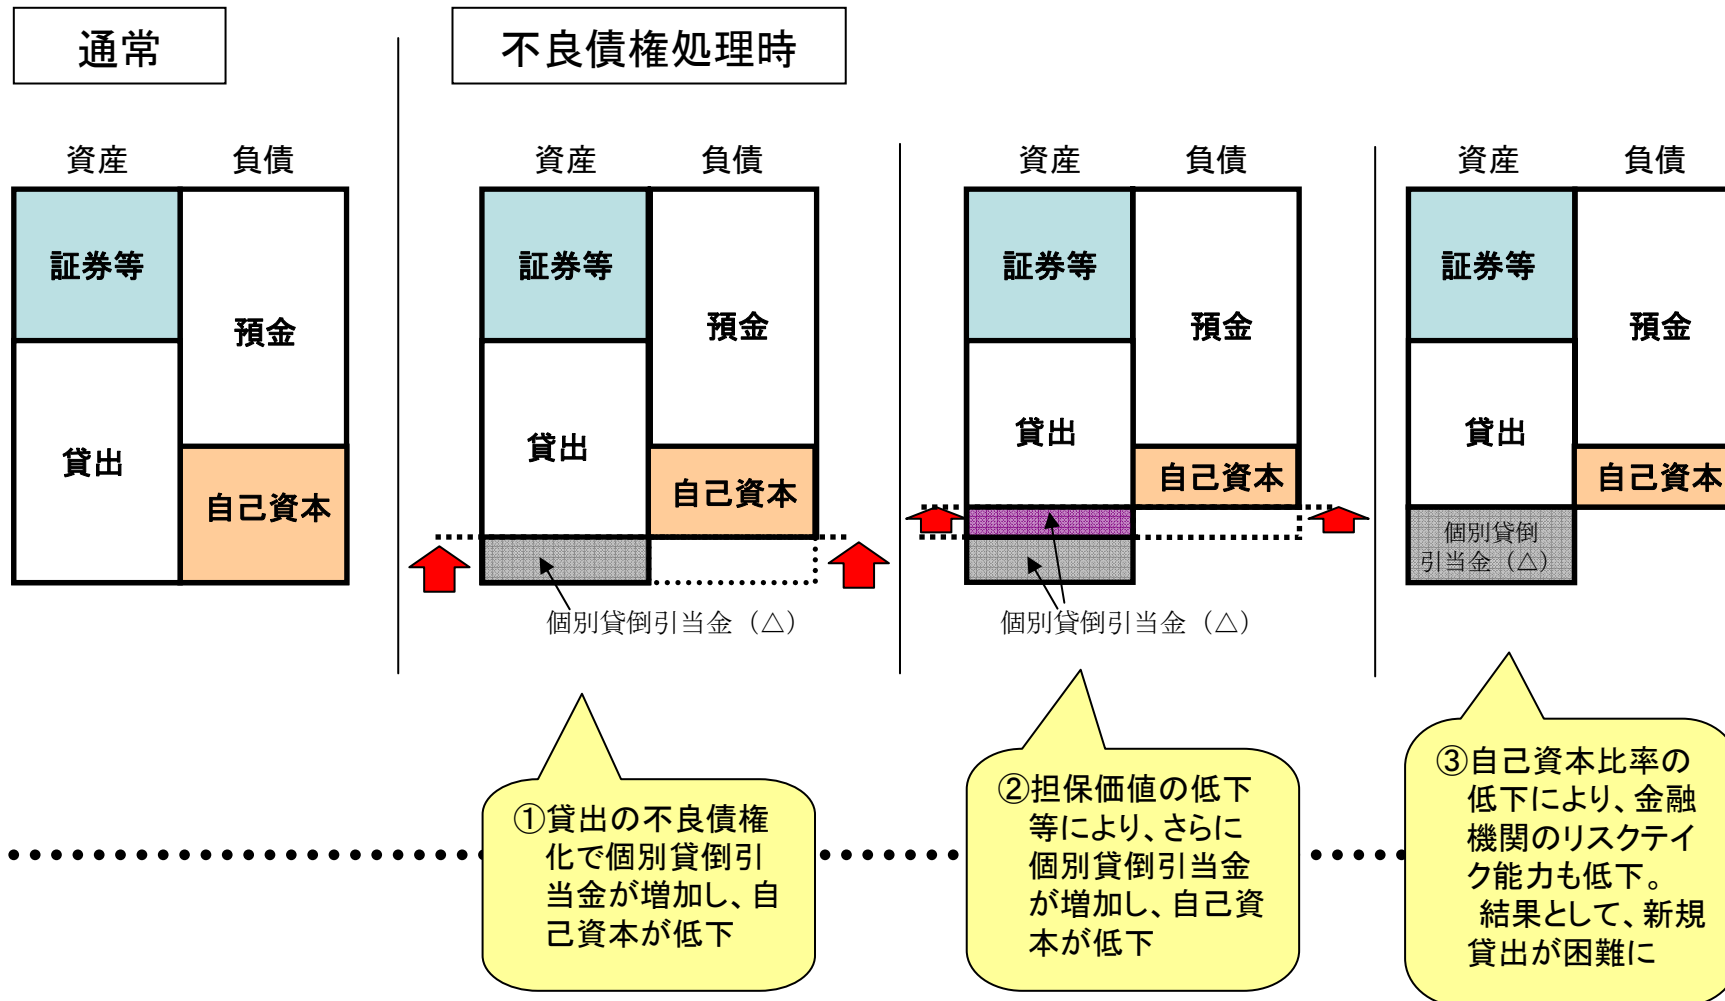 通常
不良債権処理時
資産 負債
証券等
預金
貸出
自己資本
資産 負債
証券等
預金
貸出
自己資本
個別貸倒引当金（△）
①貸出の不良債権
化で個別貸倒引
当金が増加し、自
己資本が低下
資産 負債
証券等
預金
貸出
自己資本
個別貸倒引当金（△）
②担保価値の低下
等により、さらに
個別貸倒引当金
が増加し、自己資
本が低下
資産 負債
証券等
預金
貸出
自己資本
個別貸倒
引当金（△）
③自己資本比率の
低下により、金融
機関のリスクテイ
ク能力も低下。
結果として、新規
貸出が困難に